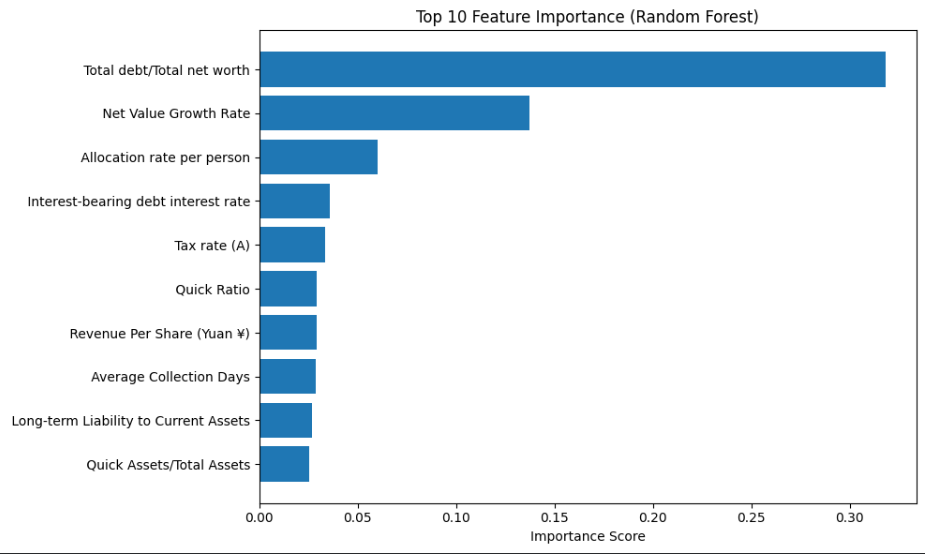 Top 10 Feature Importance (Random Forest)
Total debt/Total net worth
Net Value Growth Rate
Allocation rate per person
Interest-bearing debt interest rate
Tax rate (A)
Quick Ratio
Revenue Per Share (Yuan ¥)
Average Collection Days
Long-term Liability to Current Assets
Quick Assets/Total Assets
0.00 0.05 0.10 0.15 0.20 0.25 0.30
Importance Score